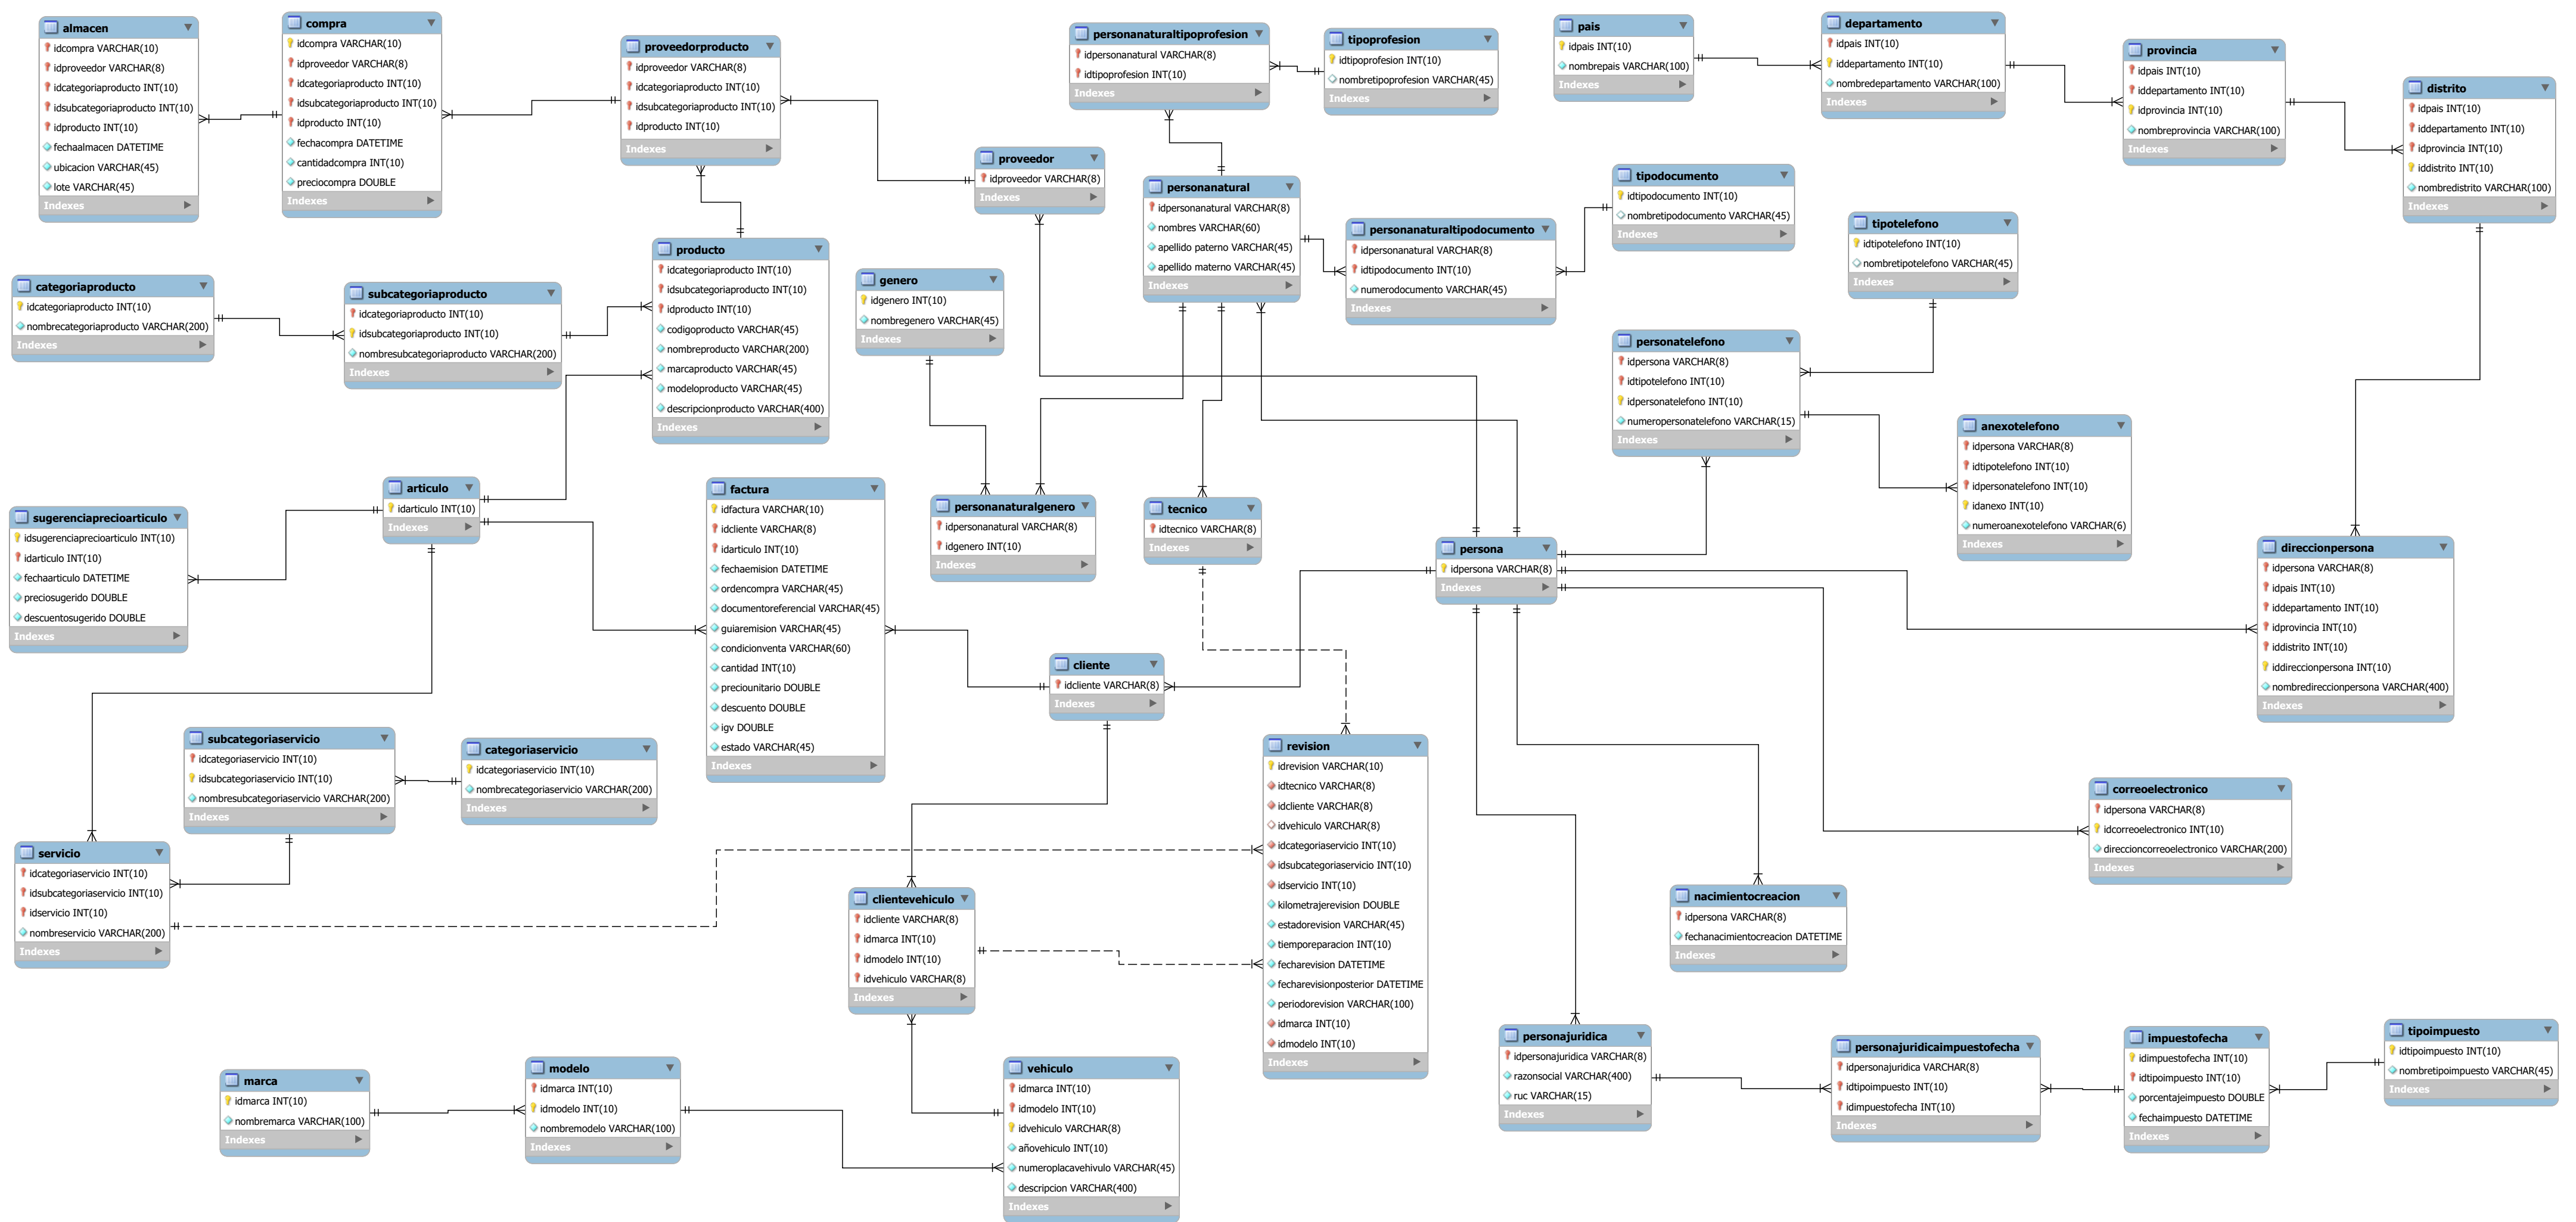 almacen
idcompra VARCHAR(10)
idproveedor VARCHAR(8)
idcategoriaproducto INT(10)
idsubcategoriaproducto INT(10)
idproducto INT(10)
fechaalmacen DATETIME
ubicacion VARCHAR(45)
lote VARCHAR(45)
Indexes
compra
idcompra VARCHAR(10)
idproveedor VARCHAR(8)
idcategoriaproducto INT(10)
idsubcategoriaproducto INT(10)
idproducto INT(10)
fechacompra DATETIME
cantidadcompra INT(10)
preciocompra DOUBLE
Indexes
proveedorproducto
idproveedor VARCHAR(8)
idcategoriaproducto INT(10)
idsubcategoriaproducto INT(10)
idproducto INT(10)
Indexes
proveedor
idproveedor VARCHAR(8)
Indexes
personanaturaltipoprofesion
idpersonanatural VARCHAR(8)
idtipoprofesion INT(10)
Indexes
tipoprofesion
idtipoprofesion INT(10)
nombretipoprofesion VARCHAR(45)
Indexes
pais
idpais INT(10)
nombrepais VARCHAR(100)
Indexes
departamento
idpais INT(10)
iddepartamento INT(10)
nombredepartamento VARCHAR(100)
Indexes
provincia
idpais INT(10)
iddepartamento INT(10)
idprovincia INT(10)
nombreprovincia VARCHAR(100)
Indexes
distrito
idpais INT(10)
iddepartamento INT(10)
idprovincia INT(10)
iddistrito INT(10)
nombredistrito VARCHAR(100)
Indexes
personanatural
idpersonanatural VARCHAR(8)
nombres VARCHAR(60)
apellido paterno VARCHAR(45)
apellido materno VARCHAR(45)
Indexes
personanaturaltipodocumento
idpersonanatural VARCHAR(8)
idtipodocumento INT(10)
numerodocumento VARCHAR(45)
Indexes
tipodocumento
idtipodocumento INT(10)
nombretipodocumento VARCHAR(45)
Indexes
tipotelefono
idtipotelefono INT(10)
nombretipotelefono VARCHAR(45)
Indexes
categoriaproducto
idcategoriaproducto INT(10)
nombrecategoriaproducto VARCHAR(200)
Indexes
subcategoriaproducto
idcategoriaproducto INT(10)
idsubcategoriaproducto INT(10)
nombresubcategoriaproducto VARCHAR(200)
Indexes
producto
idcategoriaproducto INT(10)
idsubcategoriaproducto INT(10)
idproducto INT(10)
codigoproducto VARCHAR(45)
nombreproducto VARCHAR(200)
marcaproducto VARCHAR(45)
modeloproducto VARCHAR(45)
descripcionproducto VARCHAR(400)
Indexes
genero
idgenero INT(10)
nombregenero VARCHAR(45)
Indexes
personatelefono
idpersona VARCHAR(8)
idtipotelefono INT(10)
idpersonatelefono INT(10)
numeropersonatelefono VARCHAR(15)
Indexes
anexotelefono
idpersona VARCHAR(8)
idtipotelefono INT(10)
idpersonatelefono INT(10)
idanexo INT(10)
numeroanexotelefono VARCHAR(6)
Indexes
sugerenciaprecioarticulo
idsugerenciaprecioarticulo INT(10)
idarticulo INT(10)
fechaarticulo DATETIME
preciosugerido DOUBLE
descuentosugerido DOUBLE
Indexes
articulo
idarticulo INT(10)
Indexes
factura
idfactura VARCHAR(10)
idcliente VARCHAR(8)
idarticulo INT(10)
fechaemision DATETIME
ordencompra VARCHAR(45)
documentoreferencial VARCHAR(45)
guiaremision VARCHAR(45)
condicionventa VARCHAR(60)
cantidad INT(10)
preciounitario DOUBLE
descuento DOUBLE
igv DOUBLE
estado VARCHAR(45)
Indexes
personanaturalgenero
idpersonanatural VARCHAR(8)
idgenero INT(10)
Indexes
tecnico
idtecnico VARCHAR(8)
Indexes
persona
idpersona VARCHAR(8)
Indexes
direccionpersona
idpersona VARCHAR(8)
idpais INT(10)
iddepartamento INT(10)
idprovincia INT(10)
iddistrito INT(10)
iddireccionpersona INT(10)
nombredireccionpersona VARCHAR(400)
Indexes
cliente
idcliente VARCHAR(8)
Indexes
subcategoriaservicio
idcategoriaservicio INT(10)
idsubcategoriaservicio INT(10)
nombresubcategoriaservicio VARCHAR(200)
Indexes
categoriaservicio
idcategoriaservicio INT(10)
nombrecategoriaservicio VARCHAR(200)
Indexes
revision
idrevision VARCHAR(10)
idtecnico VARCHAR(8)
idcliente VARCHAR(8)
idvehiculo VARCHAR(8)
idcategoriaservicio INT(10)
idsubcategoriaservicio INT(10)
idservicio INT(10)
kilometrajerevision DOUBLE
estadorevision VARCHAR(45)
tiemporeparacion INT(10)
fecharevision DATETIME
fecharevisionposterior DATETIME
periodorevision VARCHAR(100)
idmarca INT(10)
idmodelo INT(10)
Indexes
servicio
idcategoriaservicio INT(10)
idsubcategoriaservicio INT(10)
idservicio INT(10)
nombreservicio VARCHAR(200)
Indexes
clientevehiculo
idcliente VARCHAR(8)
idmarca INT(10)
idmodelo INT(10)
idvehiculo VARCHAR(8)
Indexes
nacimientocreacion
idpersona VARCHAR(8)
fechanacimientocreacion DATETIME
Indexes
correoelectronico
idpersona VARCHAR(8)
idcorreoelectronico INT(10)
direccioncorreoelectronico VARCHAR(200)
Indexes
marca
idmarca INT(10)
nombremarca VARCHAR(100)
Indexes
modelo
idmarca INT(10)
idmodelo INT(10)
nombremodelo VARCHAR(100)
Indexes
vehiculo
idmarca INT(10)
idmodelo INT(10)
idvehiculo VARCHAR(8)
añovehiculo INT(10)
numeroplacavehivulo VARCHAR(45)
descripcion VARCHAR(400)
Indexes
personajuridica
idpersonajuridica VARCHAR(8)
razonsocial VARCHAR(400)
ruc VARCHAR(15)
Indexes
personajuridicaimpuestofecha
idpersonajuridica VARCHAR(8)
idtipoimpuesto INT(10)
idimpuestofecha INT(10)
Indexes
impuestofecha
idimpuestofecha INT(10)
idtipoimpuesto INT(10)
porcentajeimpuesto DOUBLE
fechaimpuesto DATETIME
Indexes
tipoimpuesto
idtipoimpuesto INT(10)
nombretipoimpuesto VARCHAR(45)
Indexes